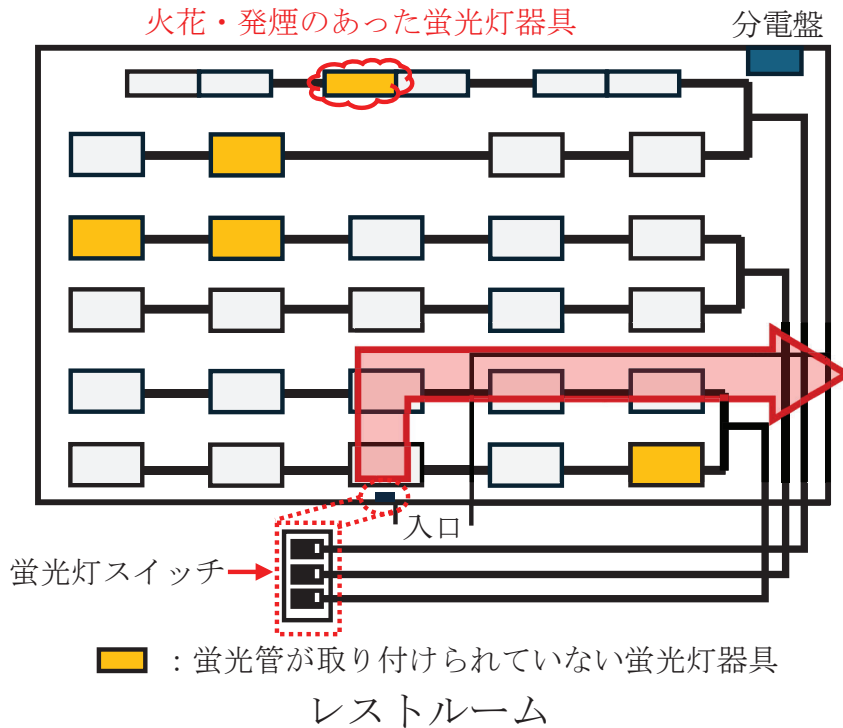 火花・発煙のあった蛍光灯器具
分電盤
入口
蛍光灯スイッチ
：蛍光管が取り付けられていない蛍光灯器具
レストルーム